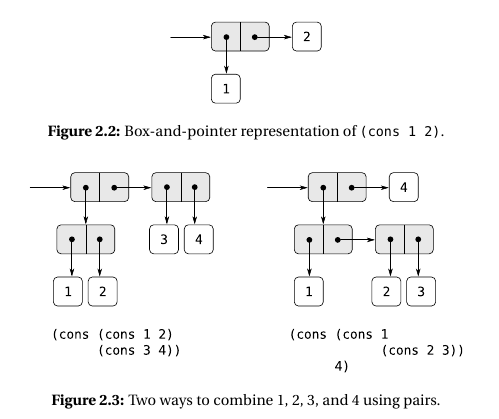 2
1
Figure 2.2: Box-and-pointer representation of (cons 1 2).
4
3 4
1 2
1
2 3
(cons (cons 1 2)
(cons 3 4))
(cons (cons 1
(cons 2 3))
4)
Figure 2.3: Two ways to combine 1, 2, 3, and 4 using pairs.